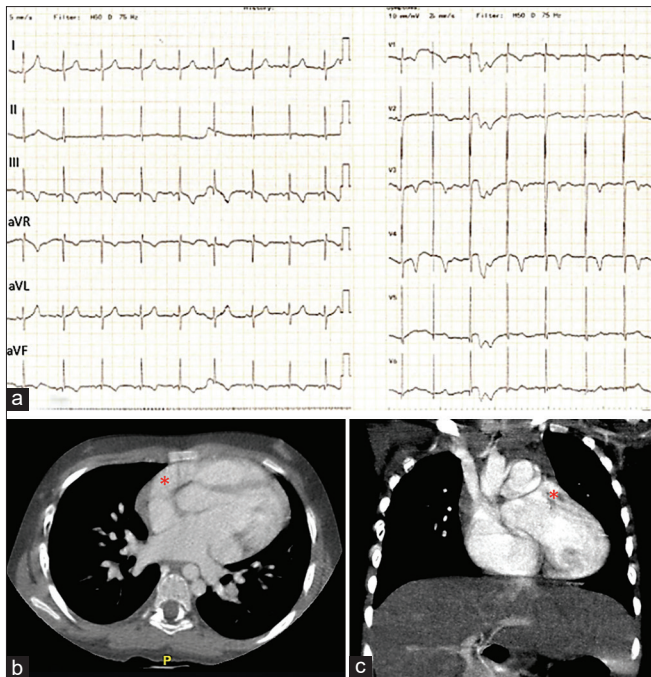 5 mm/s Filter: H50 D 75 Hz
10 mm/mV 25 mm/s Filter: H50 D 75 Hz
I
II
III
aVR
aVL
aVF
V1
V2
V3
V4
V5
V6
a
*
P
b
*
c